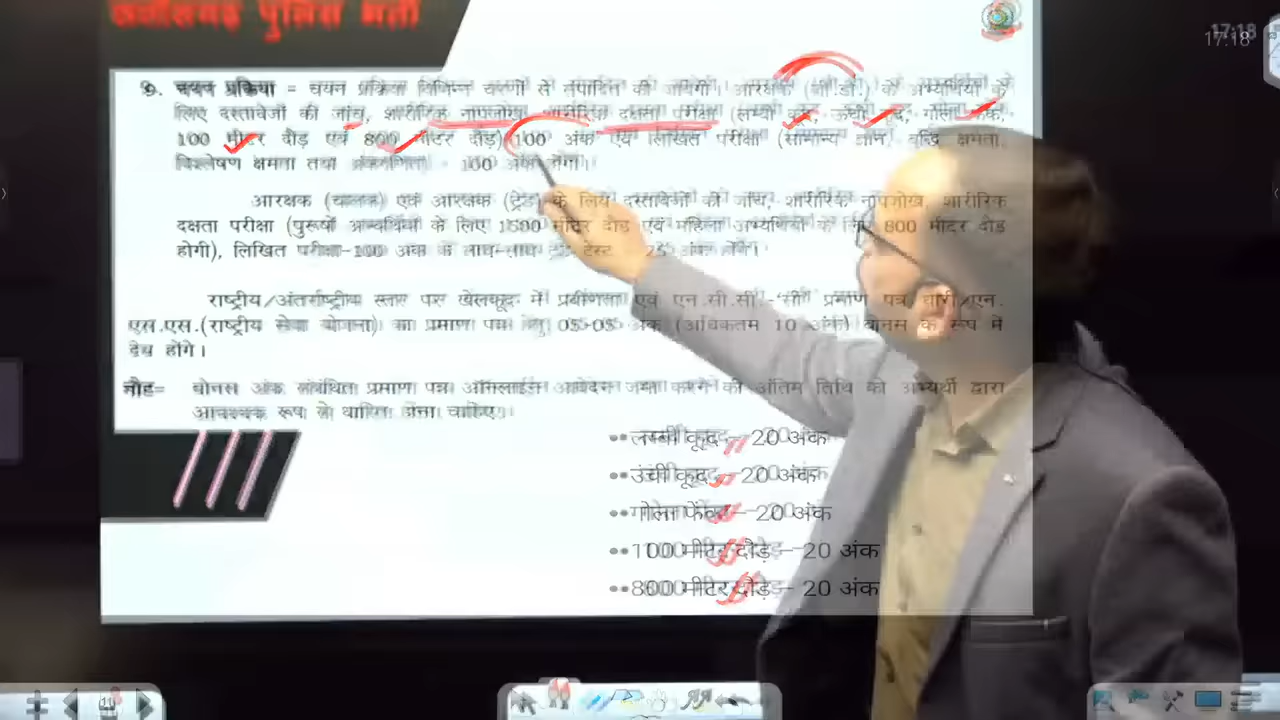 छत्तीसगढ़ पुलिस भर्ती
17:18
9. चयन प्रक्रिया = चयन प्रक्रिया विभिन्न चरणों से संपादित की जायेगी। आरक्षक (जी.डी.) के अभ्यर्थियों के
लिए दस्तावेजों की जांच, शारीरिक नापजोख, शारीरिक दक्षता परीक्षा (लम्बी कूद, ऊंची कूद, गोला फेंक,
100 मीटर दौड़ एवं 800 मीटर दौड़) 100 अंक एवं लिखित परीक्षा (सामान्य ज्ञान, बुद्धि क्षमता,
विश्लेषण क्षमता तथा अंकगणित) - 100 अंक होंगे।
आरक्षक (चालक) एवं आरक्षक (ट्रेड) के लिए दस्तावेजों की जांच, शारीरिक नापजोख, शारीरिक
दक्षता परीक्षा (पुरूषों अभ्यर्थियों के लिए 1500 मीटर दौड़ एवं महिला अभ्यर्थियों के लिए 800 मीटर दौड़
होगी), लिखित परीक्षा-100 अंक के साथ-साथ ट्रेड टेस्ट 25 अंक होंगे।
राष्ट्रीय/अंतर्राष्ट्रीय स्तर पर खेलकूद में प्रवीणता एवं एन.सी.सी.-'सी' प्रमाण पत्र धारी/एन.
एस.एस.(राष्ट्रीय सेवा योजना) का प्रमाण पत्र हेतु 05-05 अंक (अधिकतम 10 अंक) बोनस के रूप में
देय होंगे।
नोट= बोनस अंक संबंधित प्रमाण पत्र ऑनलाईन आवेदन जमा करने की अंतिम तिथि को अभ्यर्थी द्वारा
आवश्यक रूप से धारित होना चाहिए।
• लम्बी कूद – 20 अंक
• उंची कूद – 20 अंक
• गोला फेंक – 20 अंक
• 100 मीटर दौड़े – 20 अंक
• 800 मीटर दौड़े – 20 अंक